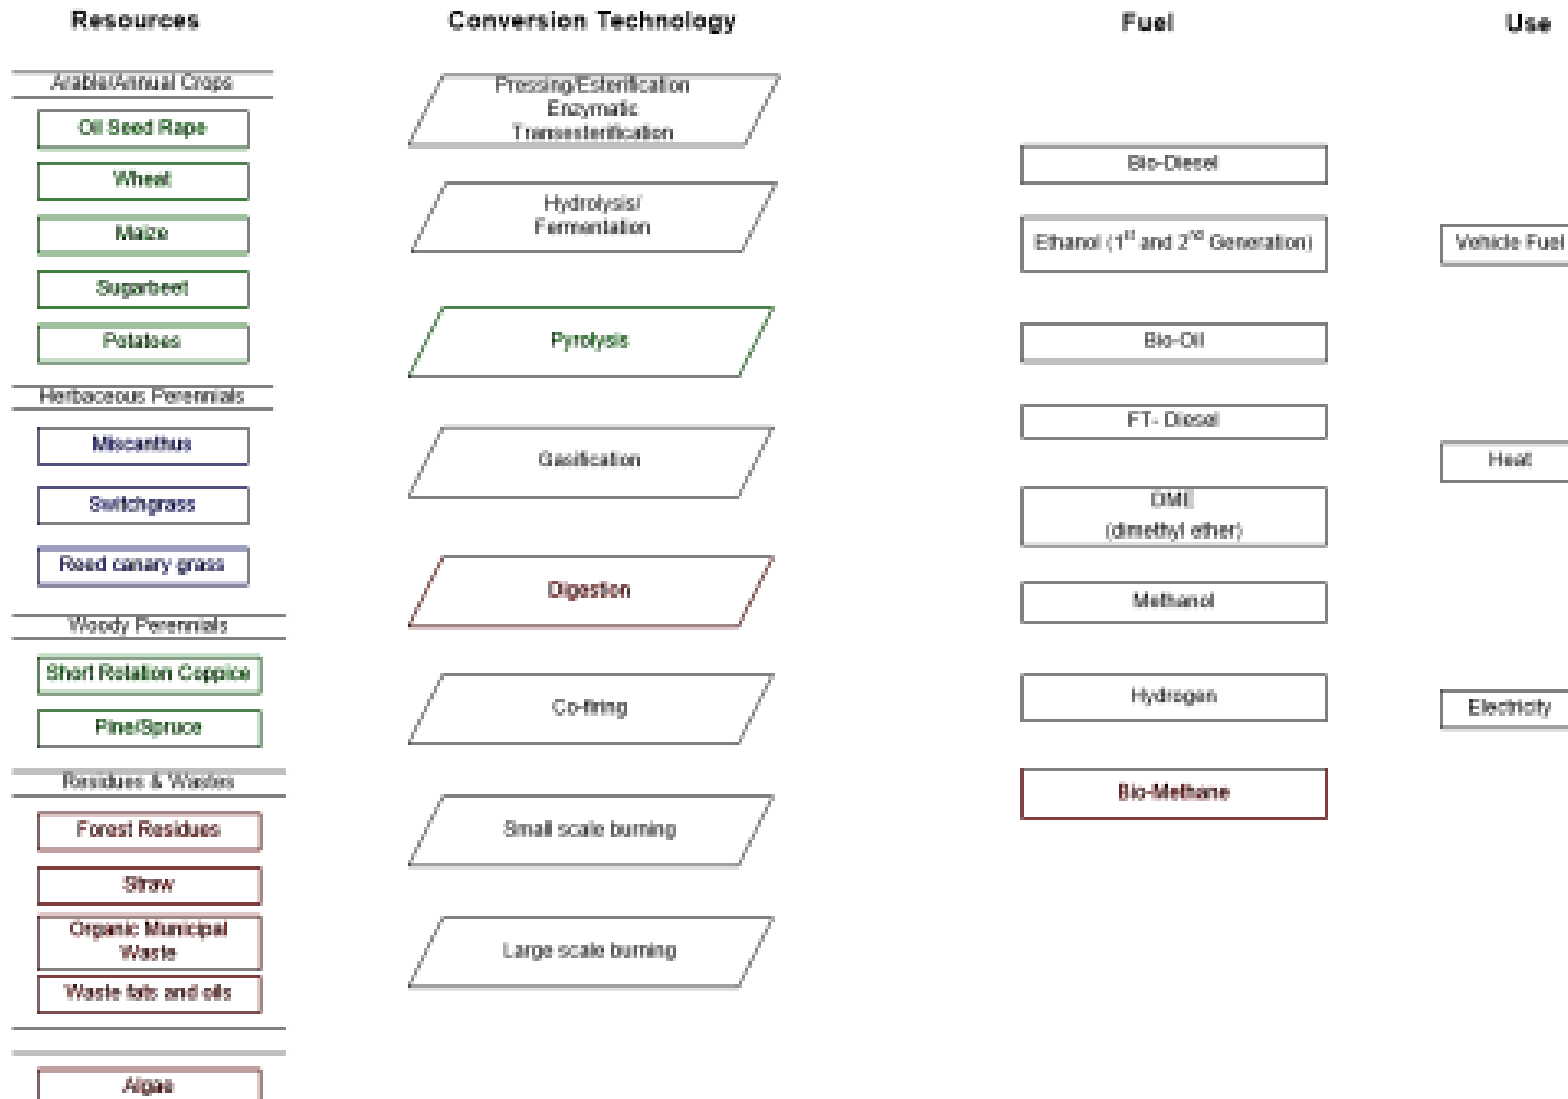 Resources
Conversion Technology
Fuel
Use
Arable/Annual Crops
Oil Seed Rape
Wheat
Maize
Sugarbeet
Potatoes
Herbaceous Perennials
Miscanthus
Switchgrass
Reed canary grass
Woody Perennials
Short Rotation Coppice
Pine/Spruce
Residues & Wastes
Forest Residues
Straw
Organic Municipal
Waste
Waste fats and oils
Algae
Pressing/Esterification
Enzymatic
Transesterification
Hydrolysis/
Fermentation
Pyrolysis
Gasification
Digestion
Co-firing
Small scale burning
Large scale burning
Bio-Diesel
Ethanol (1st and 2nd Generation)
Bio-Oil
FT- Diesel
DME
(dimethyl ether)
Methanol
Hydrogen
Bio-Methane
Vehicle Fuel
Heat
Electricity